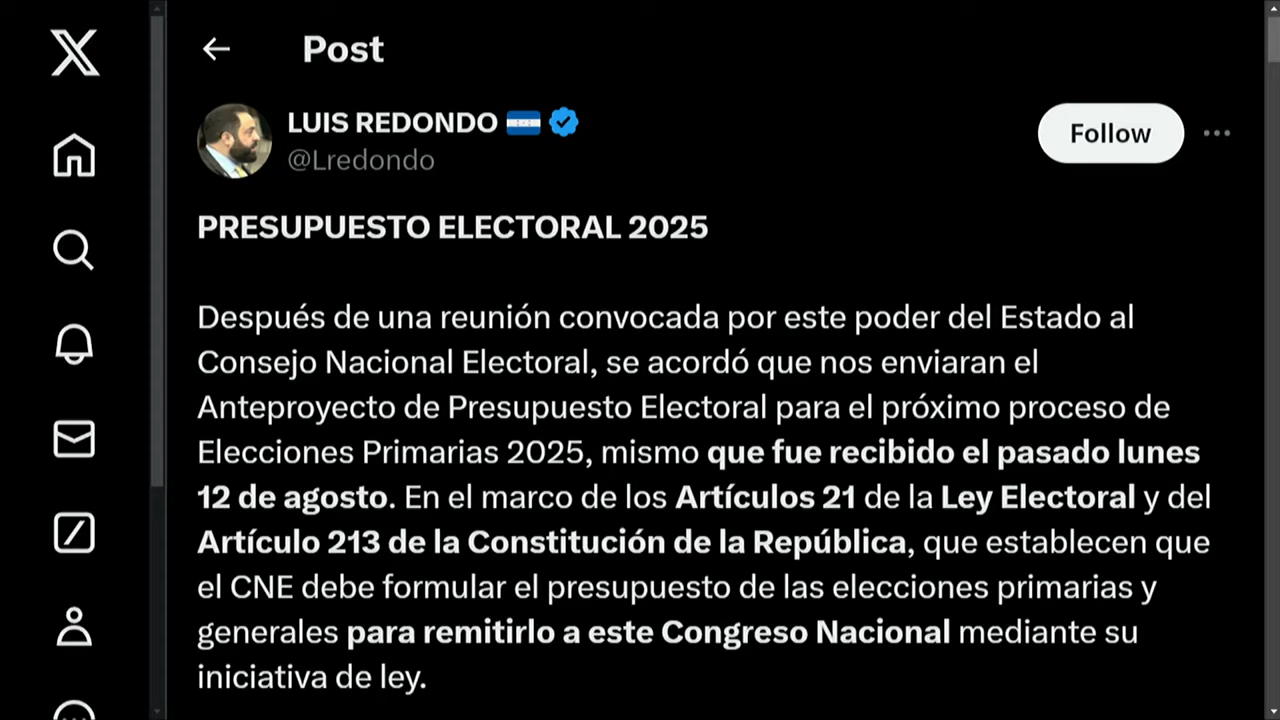 Post
LUIS REDONDO
@Lredondo
Follow
PRESUPUESTO ELECTORAL 2025
Después de una reunión convocada por este poder del Estado al
Consejo Nacional Electoral, se acordó que nos enviaran el
Anteproyecto de Presupuesto Electoral para el próximo proceso de
Elecciones Primarias 2025, mismo que fue recibido el pasado lunes
12 de agosto. En el marco de los Artículos 21 de la Ley Electoral y del
Artículo 213 de la Constitución de la República, que establecen que
el CNE debe formular el presupuesto de las elecciones primarias y
generales para remitirlo a este Congreso Nacional mediante su
iniciativa de ley.